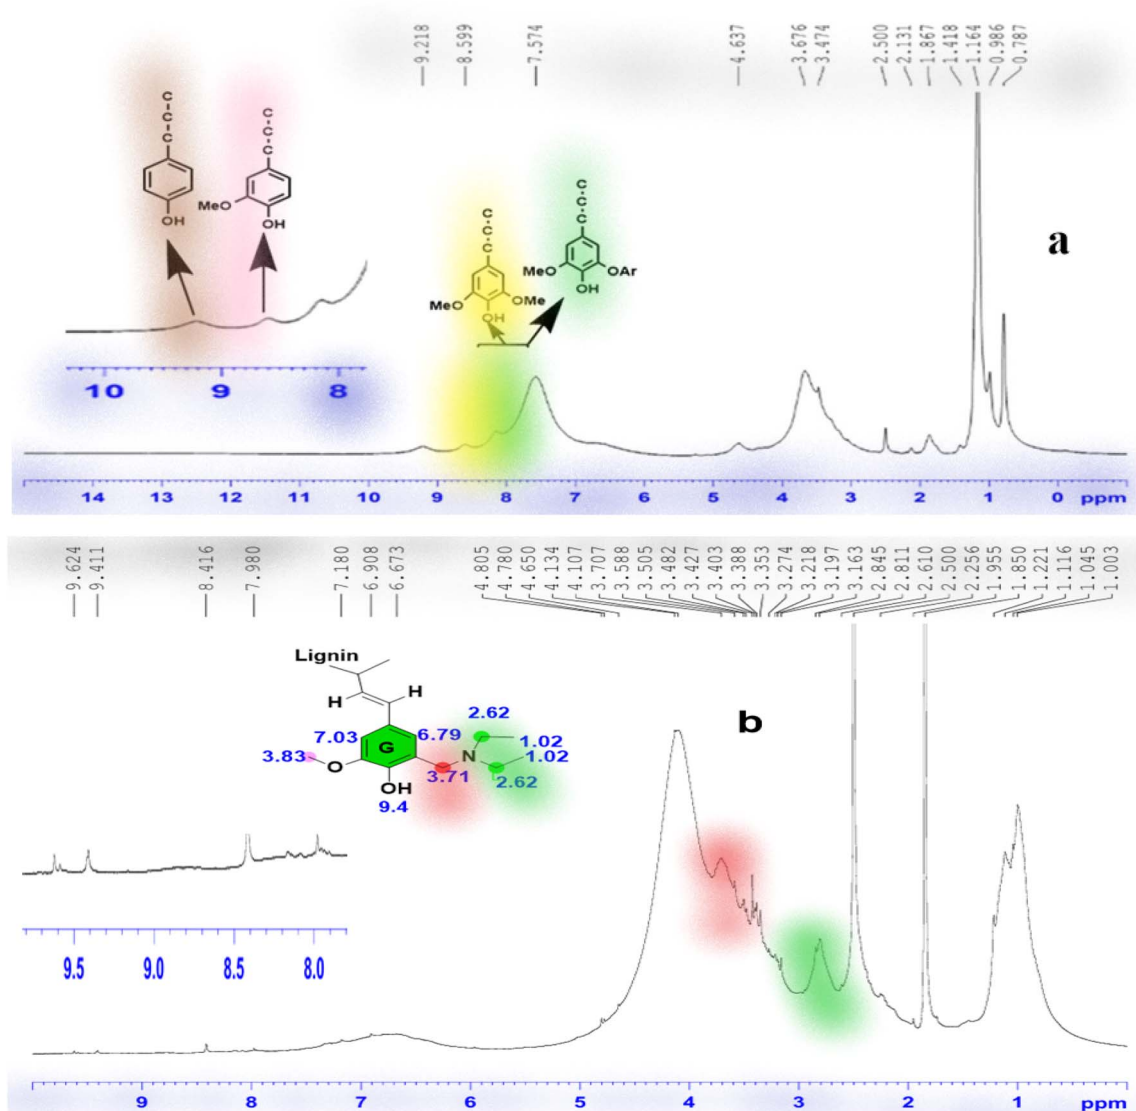 9.218
8.599
7.574
4.637
3.676
3.474
2.500
2.131
1.867
1.418
1.164
0.986
0.787
C
C
C
OH
C
C
C
MeO
OH
C
C
C
MeO
OMe
OH
C
C
C
MeO
OAr
OH
a
10 9 8
14 13 12 11 10 9 8 7 6 5 4 3 2 1 0 ppm
9.624
9.411
8.416
7.980
7.180
6.908
6.673
4.805
4.780
4.650
4.134
4.107
3.707
3.588
3.505
3.482
3.427
3.403
3.388
3.353
3.274
3.218
3.197
3.163
2.845
2.811
2.610
2.500
2.256
1.955
1.850
1.221
1.116
1.045
1.003
Lignin
H H
2.62
7.03 G 6.79 1.02
3.83 N 1.02
O 3.71 2.62
OH
9.4
b
9.5 9.0 8.5 8.0
9 8 7 6 5 4 3 2 1 ppm